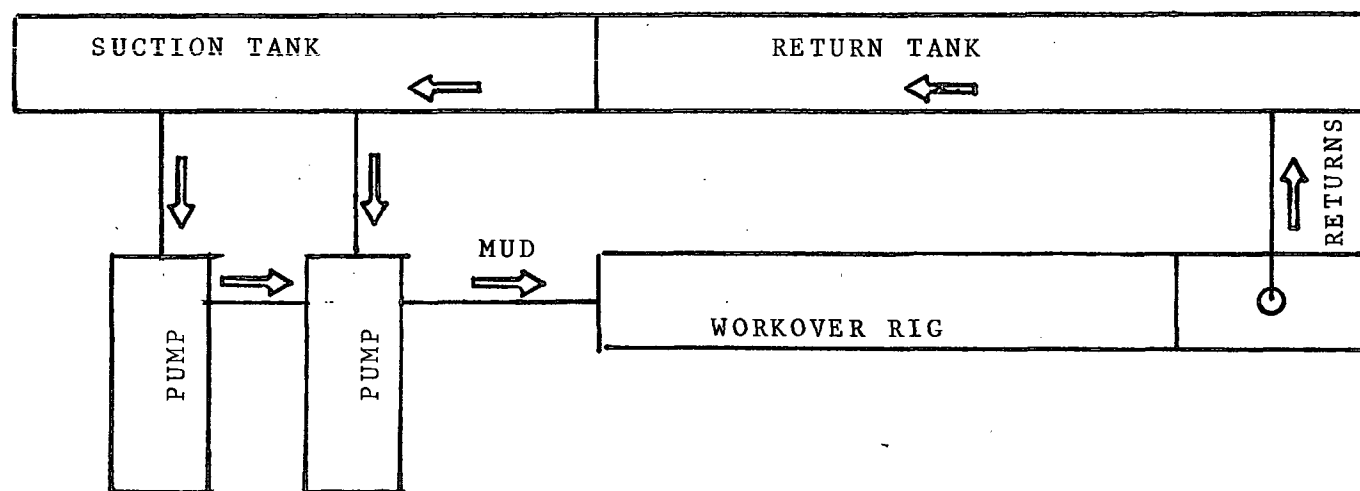 SUCTION TANK
RETURN TANK
RETURNS
MUD
WORKOVER RIG
PUMP
PUMP